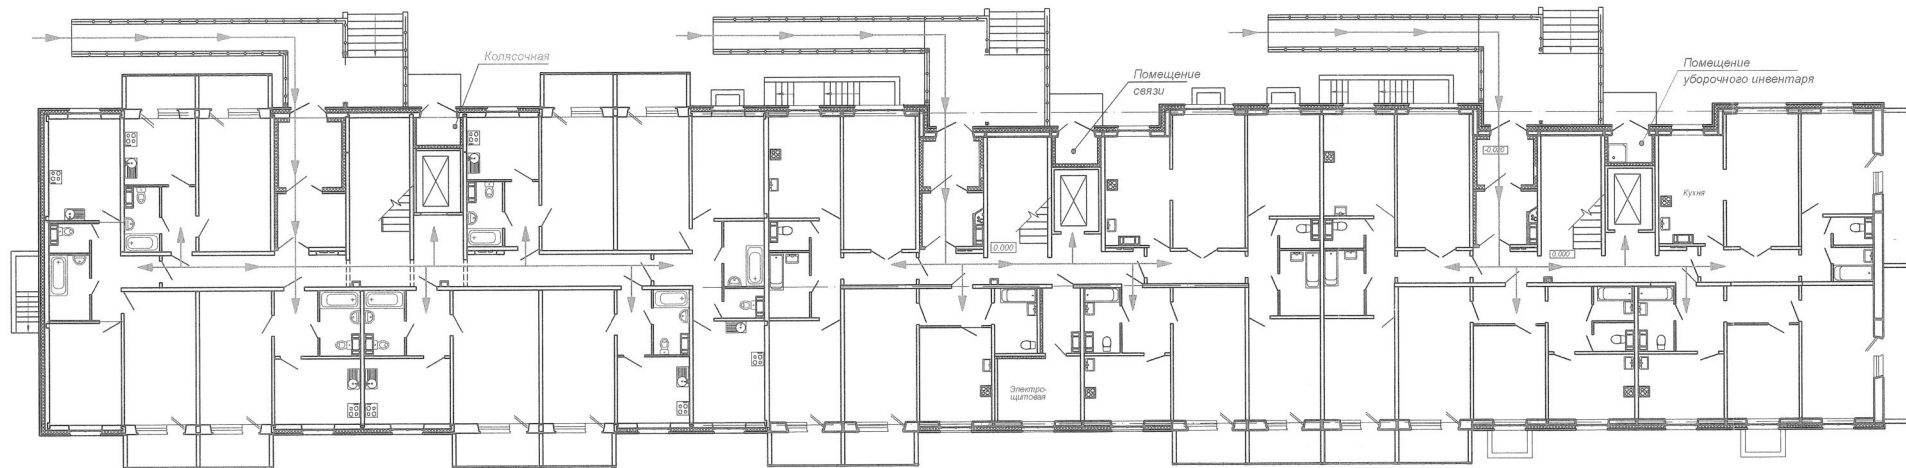 Колясочная
Помещение
связи
Помещение
уборочного инвентаря
-0,020
Кухня
0,000
0,000
Электро-
щитовая